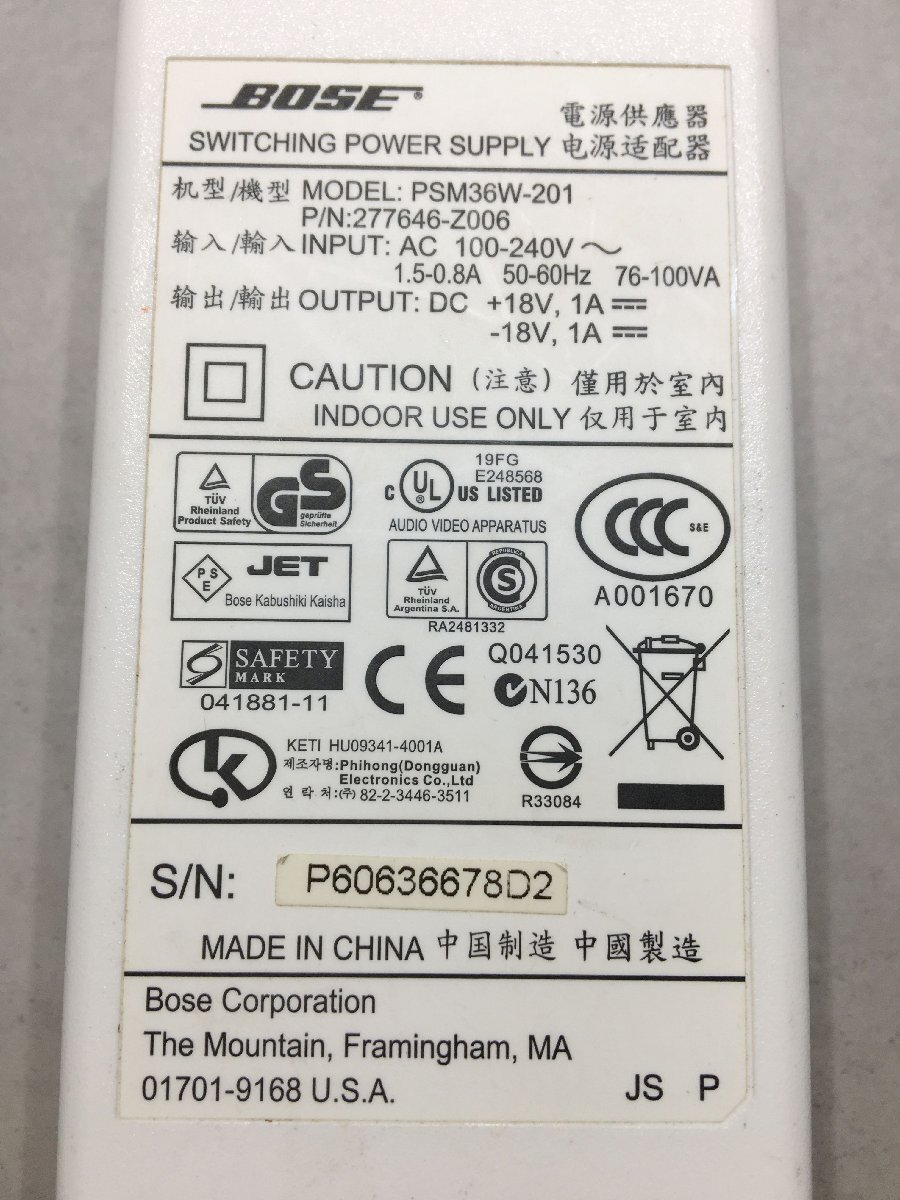 BOSE®
電源供應器
SWITCHING POWER SUPPLY 电源适配器
机型/機型 MODEL: PSM36W-201
P/N:277646-Z006
输入/輸入 INPUT: AC 100-240V ～
1.5-0.8A 50-60Hz 76-100VA
输出/輸出 OUTPUT: DC +18V, 1A ⎓
-18V, 1A ⎓
CAUTION (注意) 僅用於室內
INDOOR USE ONLY 仅用于室内
TÜV
Rheinland
Product Safety
GS
geprüfte
Sicherheit
19FG
E248568
C UL® US LISTED
AUDIO VIDEO APPARATUS
CCC S&E
A001670
PSE
JET
Bose Kabushiki Kaisha
TÜV
Rheinland
Argentina S.A.
REPUBLICA
S
ARGENTINA
RA2481332
SAFETY
MARK
041881-11
CE
Q041530
N136
KETI HU09341-4001A
제조자명:Phihong(Dongguan)
Electronics Co.,Ltd
연 락 처:(주) 82-2-3446-3511
R33084
S/N: P60636678D2
MADE IN CHINA 中国制造 中國製造
Bose Corporation
The Mountain, Framingham, MA
01701-9168 U.S.A.
JS P